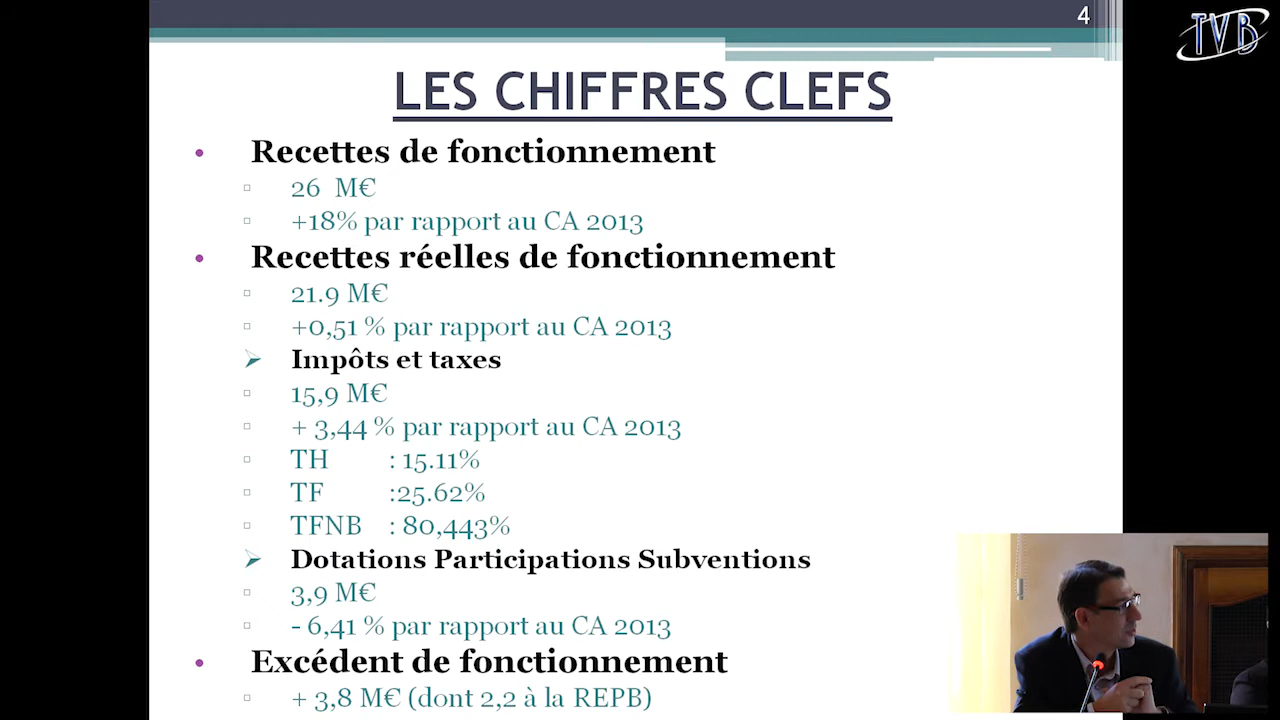 4
TVB
LES CHIFFRES CLEFS
• Recettes de fonctionnement
▫ 26 M€
▫ +18% par rapport au CA 2013
• Recettes réelles de fonctionnement
▫ 21.9 M€
▫ +0,51 % par rapport au CA 2013
➢ Impôts et taxes
▫ 15,9 M€
▫ + 3,44 % par rapport au CA 2013
▫ TH : 15.11%
▫ TF :25.62%
▫ TFNB : 80,443%
➢ Dotations Participations Subventions
▫ 3,9 M€
▫ - 6,41 % par rapport au CA 2013
• Excédent de fonctionnement
▫ + 3,8 M€ (dont 2,2 à la REPB)